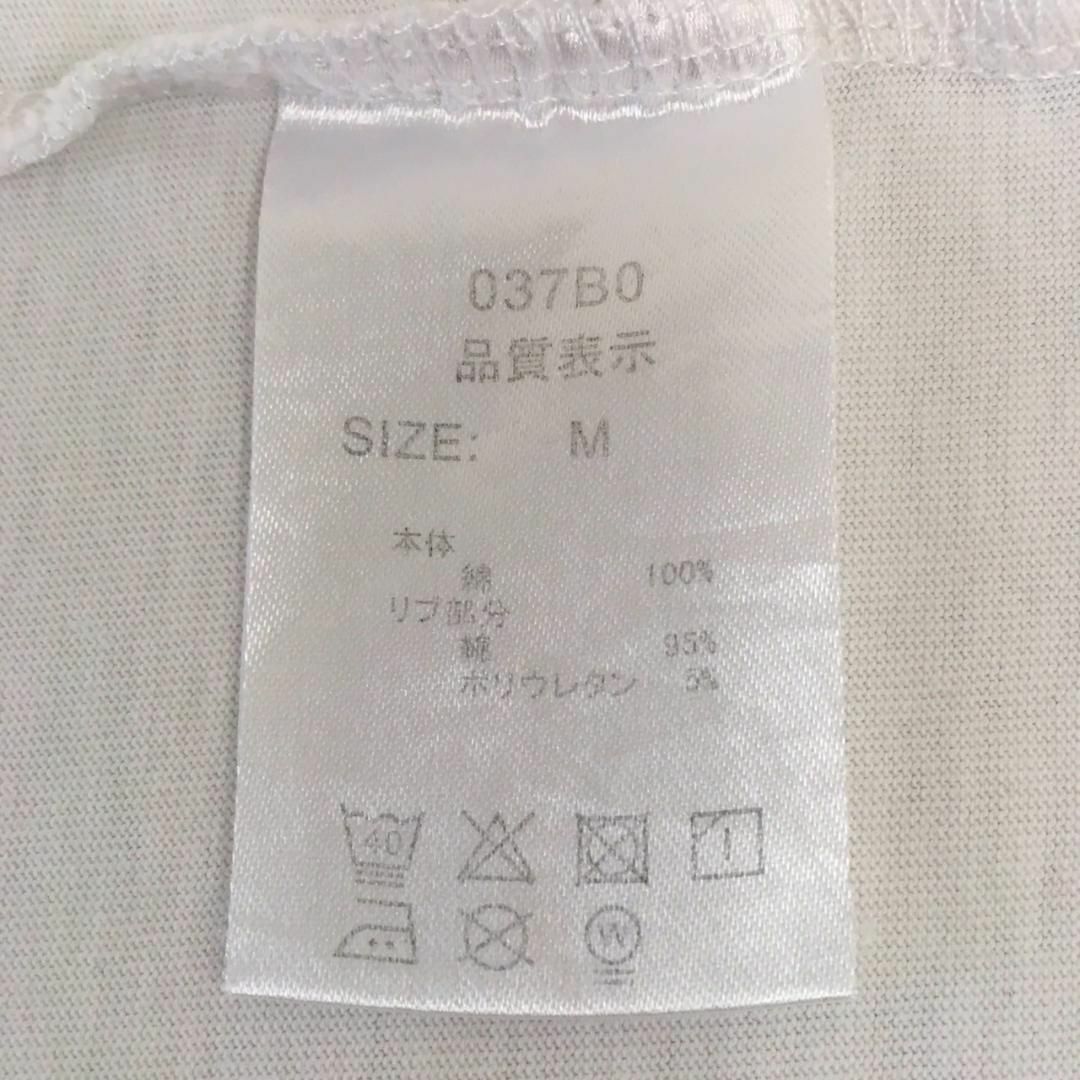 037B0
品質表示
SIZE: M
本体
綿 100%
リブ部分
綿 95%
ポリウレタン 5%
40
W